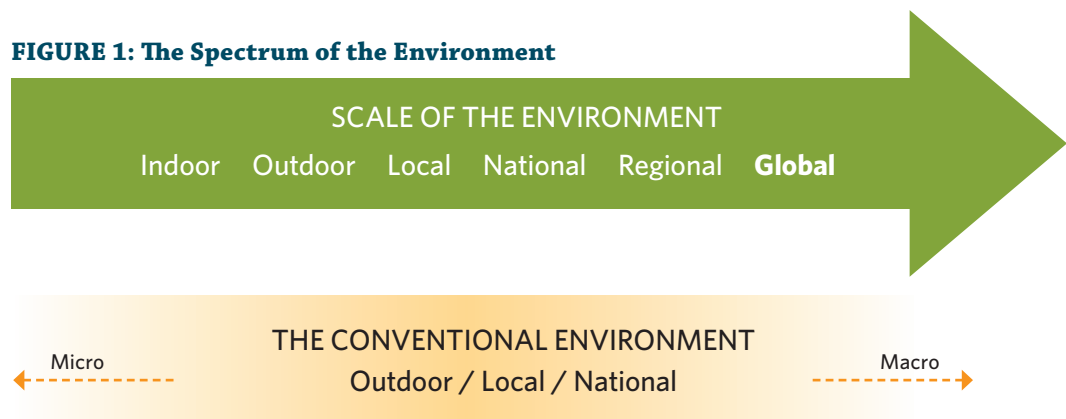 FIGURE 1: The Spectrum of the Environment
SCALE OF THE ENVIRONMENT
Indoor Outdoor Local National Regional Global
THE CONVENTIONAL ENVIRONMENT
Micro
Macro
Outdoor / Local / National